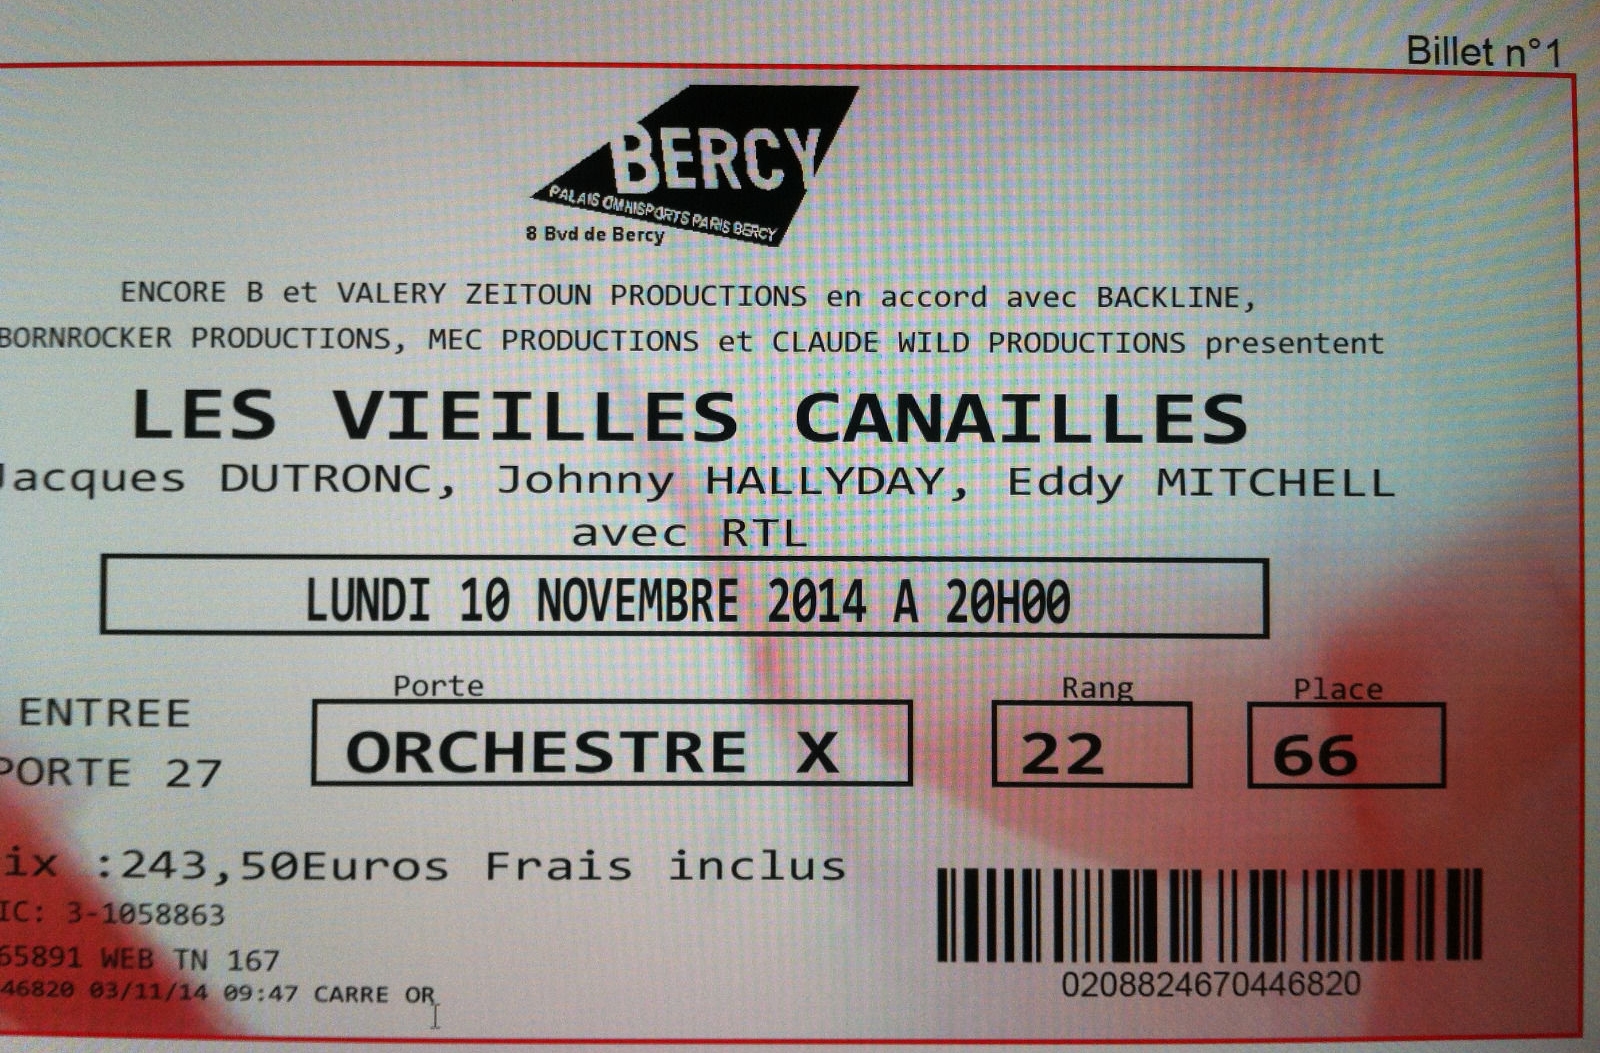 Billet n°1
BERCY
PALAIS OMNISPORTS PARIS BERCY
8 Bvd de Bercy
ENCORE B et VALERY ZEITOUN PRODUCTIONS en accord avec BACKLINE,
BORNROCKER PRODUCTIONS, MEC PRODUCTIONS et CLAUDE WILD PRODUCTIONS presentent
LES VIEILLES CANAILLES
Jacques DUTRONC, Johnny HALLYDAY, Eddy MITCHELL
avec RTL
LUNDI 10 NOVEMBRE 2014 A 20H00
Porte Rang Place
ENTREE
PORTE 27 ORCHESTRE X 22 66
ix :243,50Euros Frais inclus
IC: 3-1058863
65891 WEB TN 167
46820 03/11/14 09:47 CARRE OR
0208824670446820